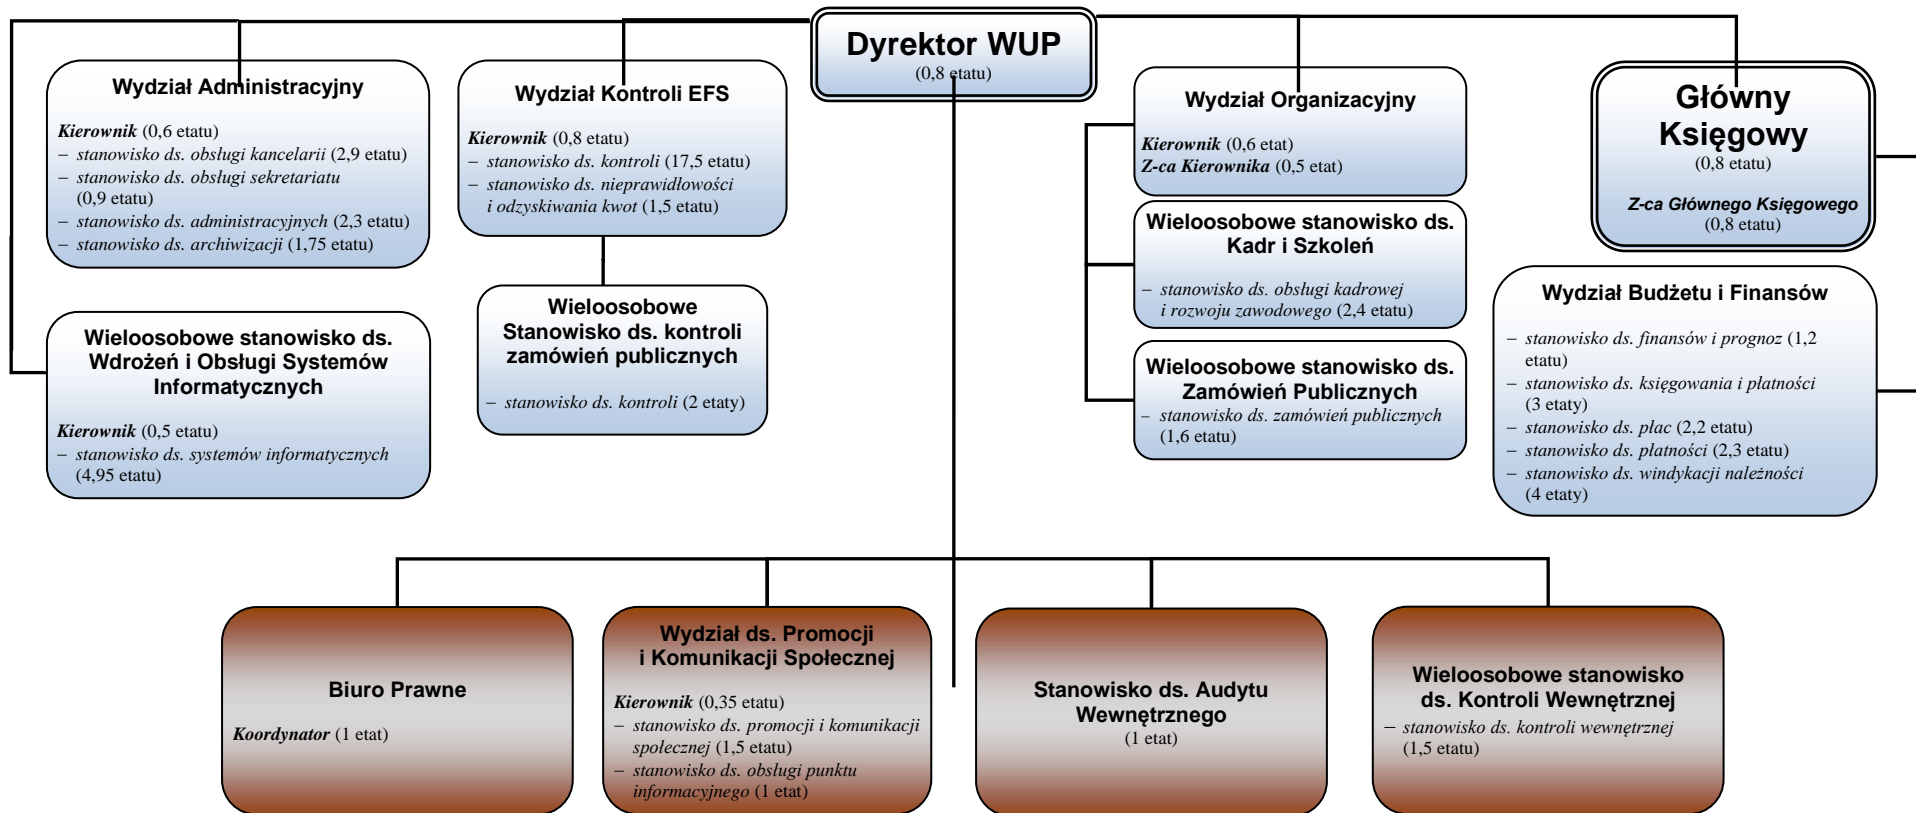 Dyrektor WUP
(0,8 etatu)
Wydział Administracyjny
Kierownik (0,6 etatu)
– stanowisko ds. obsługi kancelarii (2,9 etatu)
– stanowisko ds. obsługi sekretariatu
(0,9 etatu)
– stanowisko ds. administracyjnych (2,3 etatu)
– stanowisko ds. archiwizacji (1,75 etatu)
Wydział Kontroli EFS
Kierownik (0,8 etatu)
– stanowisko ds. kontroli (17,5 etatu)
– stanowisko ds. nieprawidłowości
i odzyskiwania kwot (1,5 etatu)
Wydział Organizacyjny
Kierownik (0,6 etat)
Z-ca Kierownika (0,5 etat)
Główny
Księgowy
(0,8 etatu)
Z-ca Głównego Księgowego
(0,8 etatu)
Wieloosobowe stanowisko ds.
Wdrożeń i Obsługi Systemów
Informatycznych
Kierownik (0,5 etatu)
– stanowisko ds. systemów informatycznych
(4,95 etatu)
Wieloosobowe
Stanowisko ds. kontroli
zamówień publicznych
– stanowisko ds. kontroli (2 etaty)
Wieloosobowe stanowisko ds.
Kadr i Szkoleń
– stanowisko ds. obsługi kadrowej
i rozwoju zawodowego (2,4 etatu)
Wieloosobowe stanowisko ds.
Zamówień Publicznych
– stanowisko ds. zamówień publicznych
(1,6 etatu)
Wydział Budżetu i Finansów
– stanowisko ds. finansów i prognoz (1,2
etatu)
– stanowisko ds. księgowania i płatności
(3 etaty)
– stanowisko ds. płac (2,2 etatu)
– stanowisko ds. płatności (2,3 etatu)
– stanowisko ds. windykacji należności
(4 etaty)
Biuro Prawne
Koordynator (1 etat)
Wydział ds. Promocji
i Komunikacji Społecznej
Kierownik (0,35 etatu)
– stanowisko ds. promocji i komunikacji
społecznej (1,5 etatu)
– stanowisko ds. obsługi punktu
informacyjnego (1 etat)
Stanowisko ds. Audytu
Wewnętrznego
(1 etat)
Wieloosobowe stanowisko
ds. Kontroli Wewnętrznej
– stanowisko ds. kontroli wewnętrznej
(1,5 etatu)